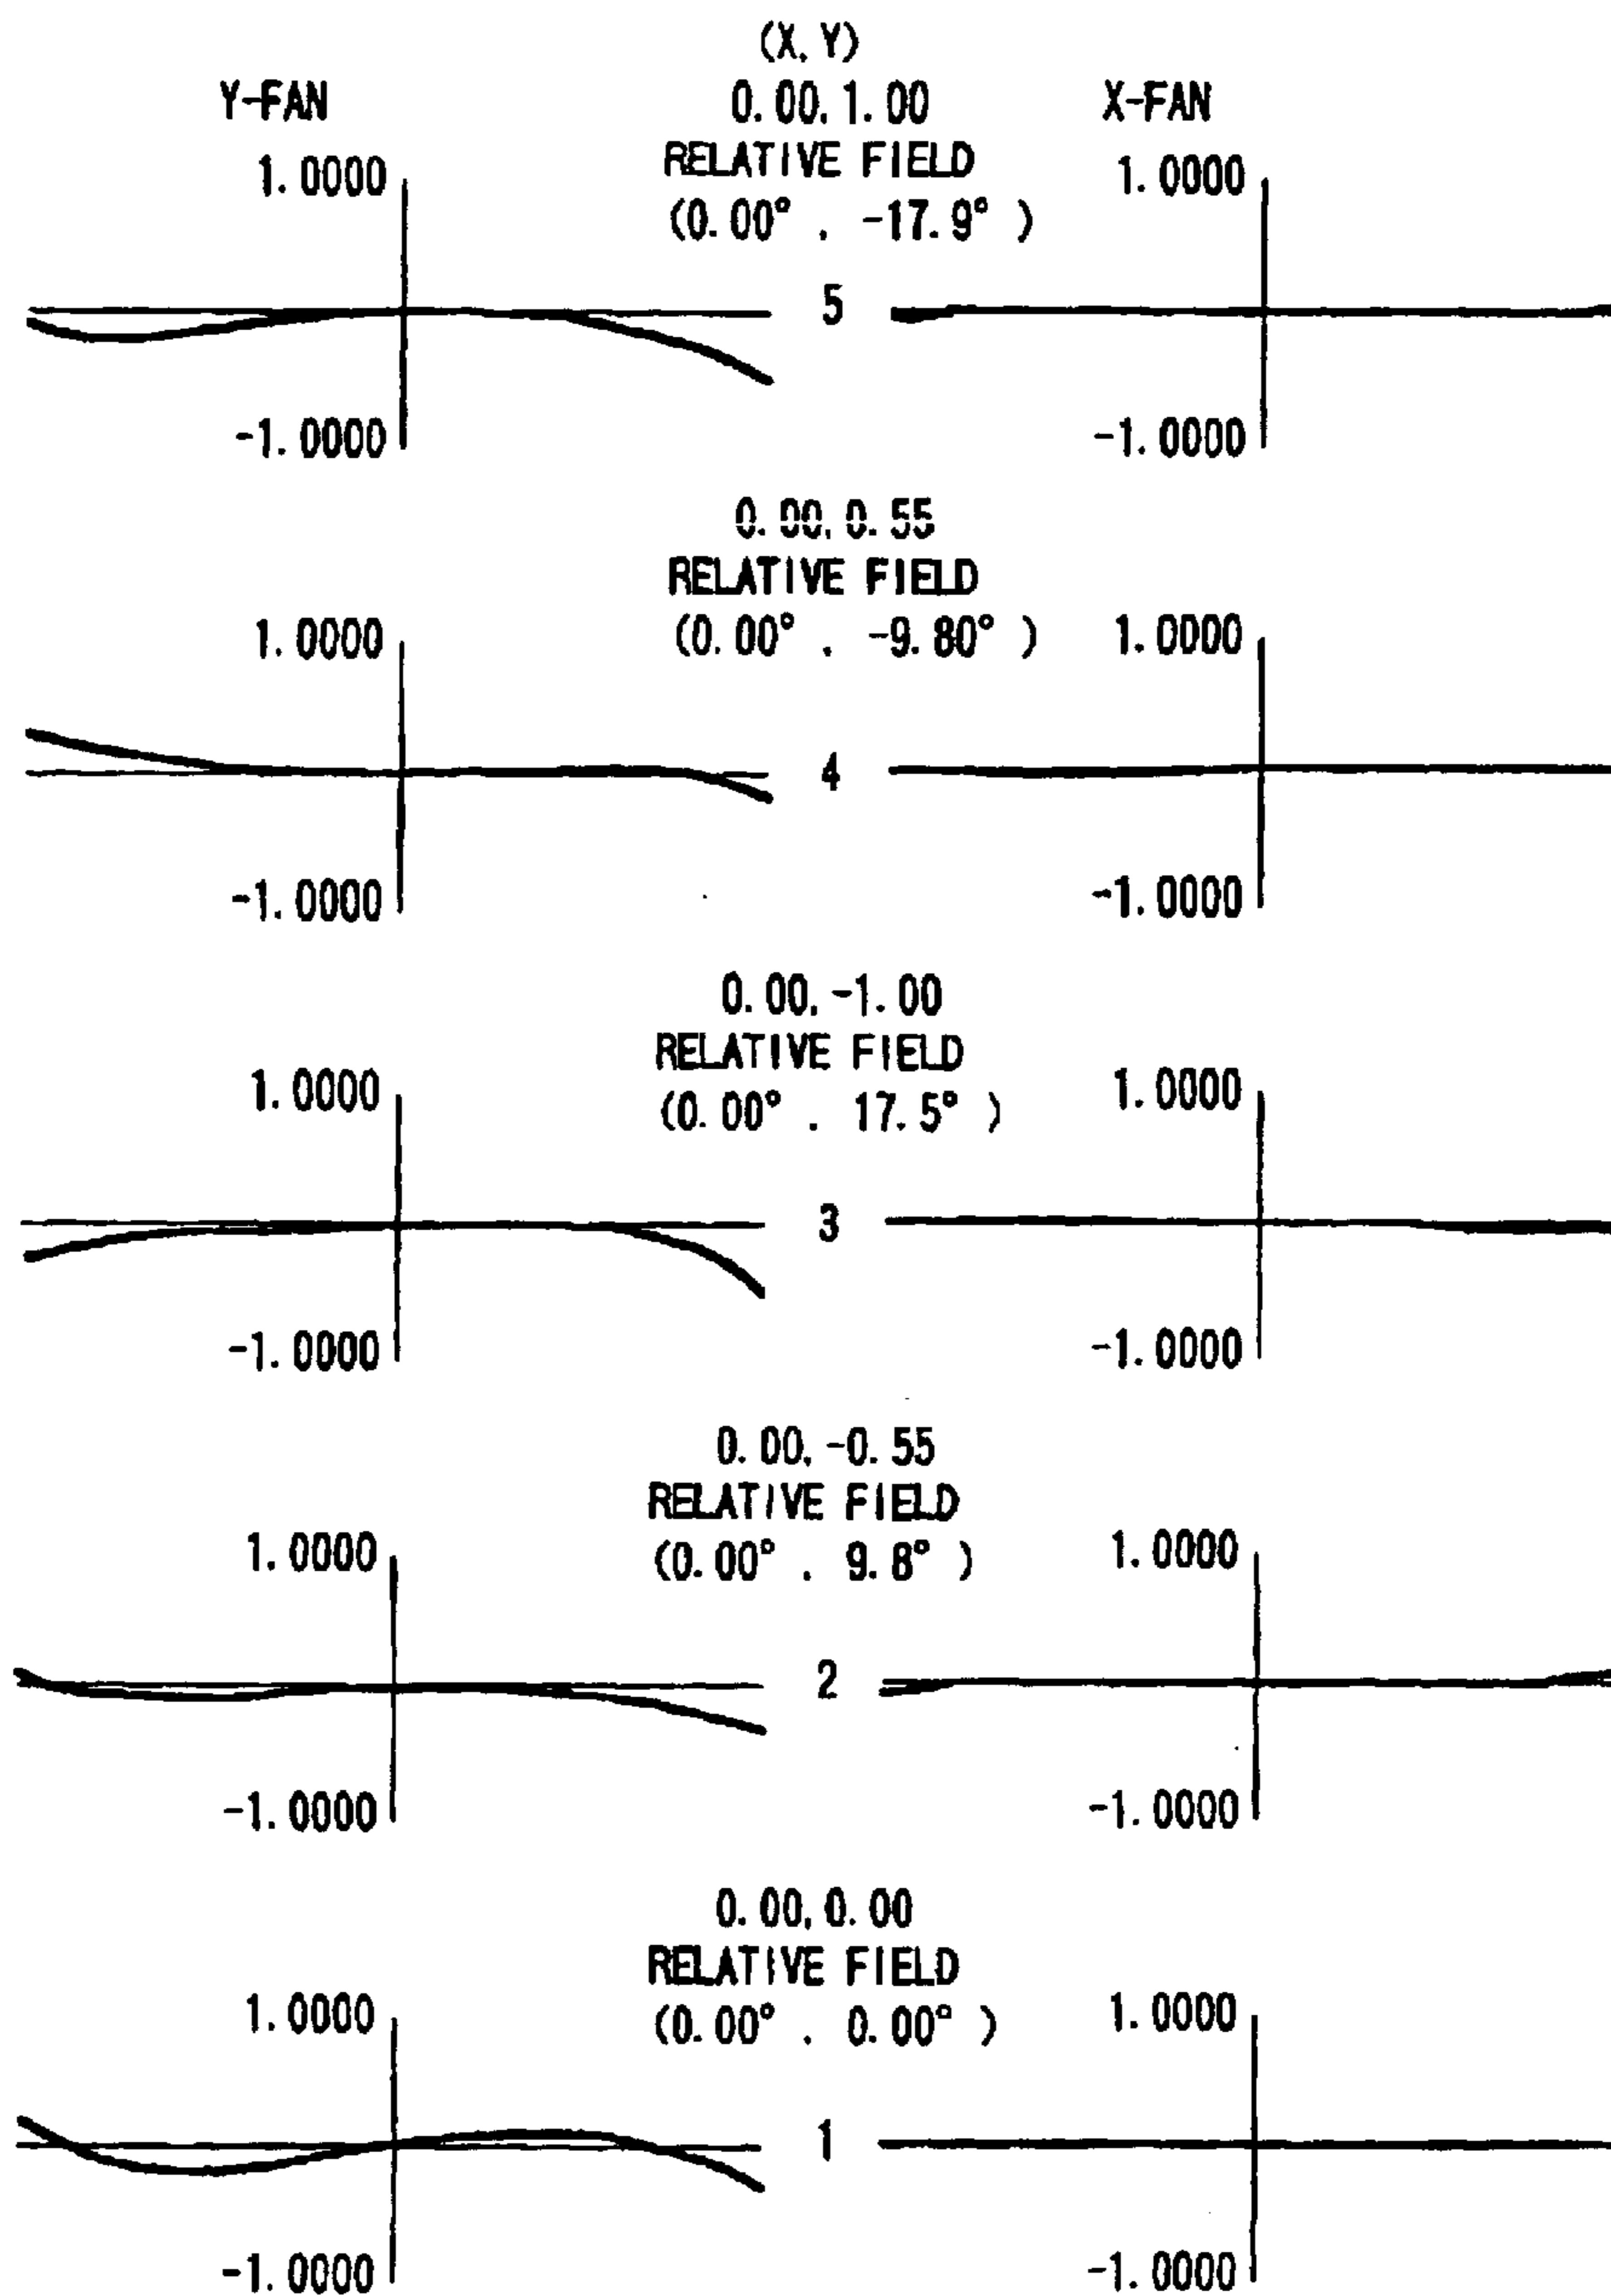 (X, Y)
Y-FAN 0.00, 1.00 X-FAN
RELATIVE FIELD
1.0000 (0.00° , -17.9° ) 1.0000
5
-1.0000 -1.0000
0.00, 0.55
RELATIVE FIELD
1.0000 (0.00° , -9.80° ) 1.0000
4
-1.0000 -1.0000
0.00, -1.00
RELATIVE FIELD
1.0000 (0.00° , 17.5° ) 1.0000
3
-1.0000 -1.0000
0.00, -0.55
RELATIVE FIELD
1.0000 (0.00° , 9.8° ) 1.0000
2
-1.0000 -1.0000
0.00, 0.00
RELATIVE FIELD
1.0000 (0.00° , 0.00° ) 1.0000
1
-1.0000 -1.0000